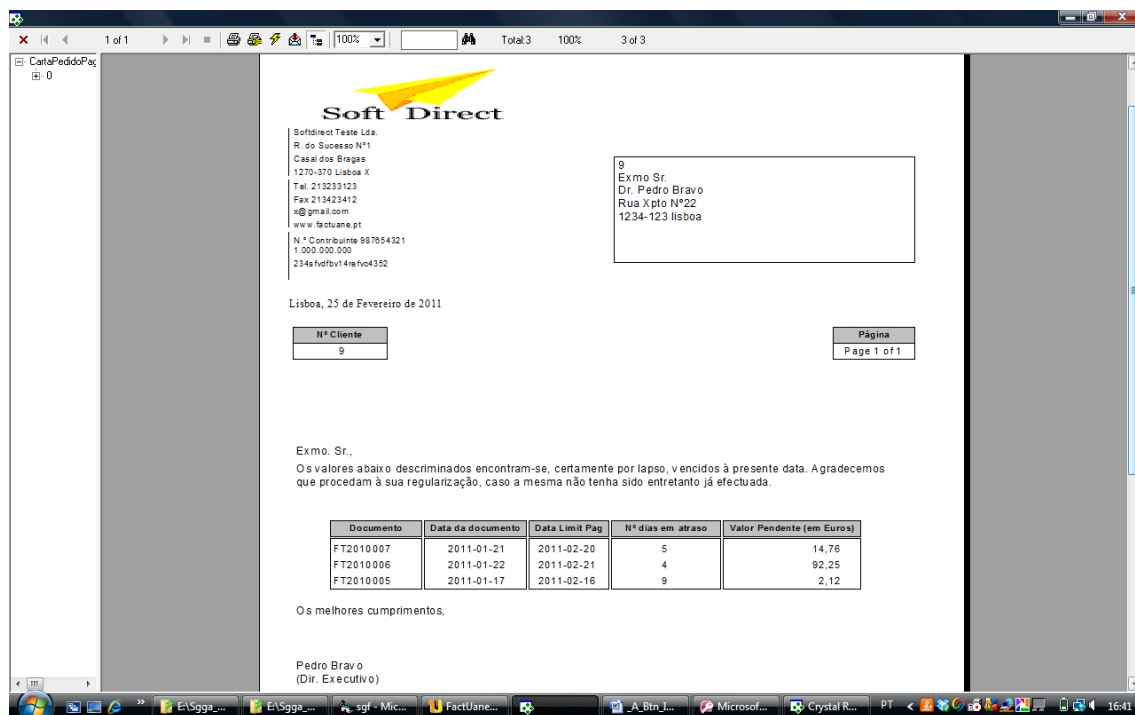 1 of 1
100%
Total:3
100%
3 of 3
CartaPedidoPag
0
Soft Direct
Softdirect Teste Lda.
R. do Sucesso Nº1
Casal dos Bragas
1270-370 Lisboa X
Tel. 213233123
Fax 213423412
x@gmail.com
www.factuane.pt
N.º Contribuinte 987654321
1.000.000.000
234sfvdfbv14refvc4352
9
Exmo Sr.
Dr. Pedro Bravo
Rua Xpto Nº22
1234-123 lisboa
Lisboa, 25 de Fevereiro de 2011
Nº Cliente
9
Página
Page 1 of 1
Exmo. Sr.,
Os valores abaixo descriminados encontram-se, certamente por lapso, vencidos à presente data. Agradecemos
que procedam à sua regularização, caso a mesma não tenha sido entretanto já efectuada.
Documento Data da documento Data Limit Pag Nº dias em atraso Valor Pendente (em Euros)
FT2010007 2011-01-21 2011-02-20 5 14,76
FT2010006 2011-01-22 2011-02-21 4 92,25
FT2010005 2011-01-17 2011-02-16 9 2,12
Os melhores cumprimentos,
Pedro Bravo
(Dir. Executivo)
E:\Sgga_...
E:\Sgga_...
sgf - Mic...
FactUane...
_A_Btn_I...
Microsof...
Crystal R...
PT
16:41